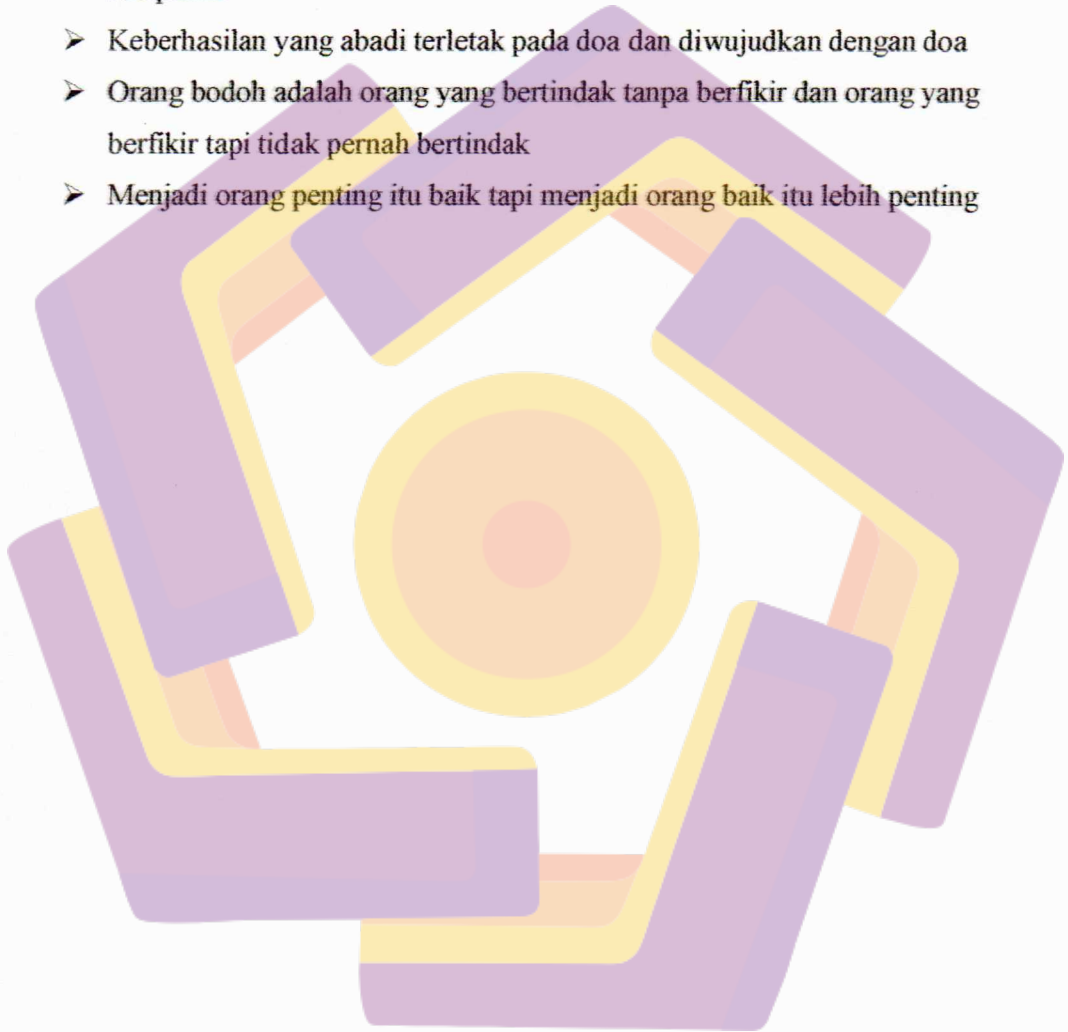 ➢ Keberhasilan yang abadi terletak pada doa dan diwujudkan dengan doa
➢ Orang bodoh adalah orang yang bertindak tanpa berfikir dan orang yang
berfikir tapi tidak pernah bertindak
➢ Menjadi orang penting itu baik tapi menjadi orang baik itu lebih penting